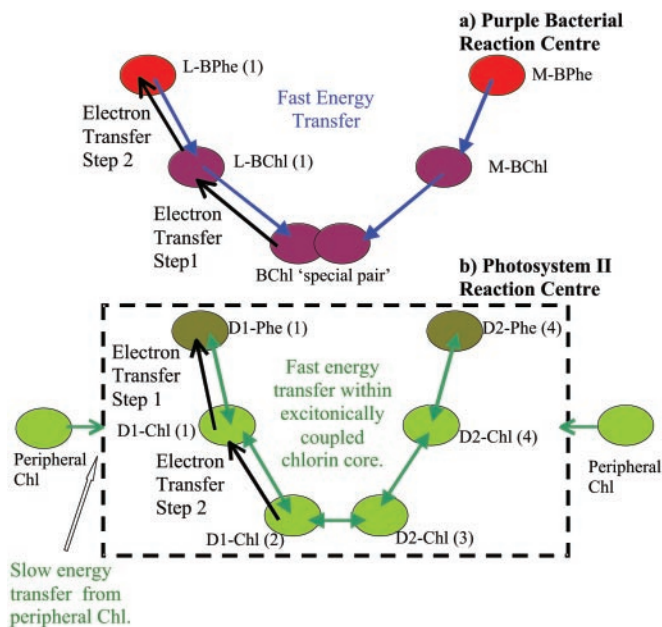 a) Purple Bacterial
Reaction Centre
L-BPhe (1)
M-BPhe
Fast Energy
Transfer
Electron
Transfer
Step 2
L-BChl (1)
M-BChl
Electron
Transfer
Step1
BChl ‘special pair’
b) Photosystem II
Reaction Centre
D1-Phe (1)
D2-Phe (4)
Electron
Transfer
Step 1
Fast energy
transfer within
excitonically
coupled
chlorin core.
D1-Chl (1)
D2-Chl (4)
Peripheral
Chl
Peripheral
Chl
Electron
Transfer
Step 2
D1-Chl (2)
D2-Chl (3)
Slow energy
transfer from
peripheral Chl.